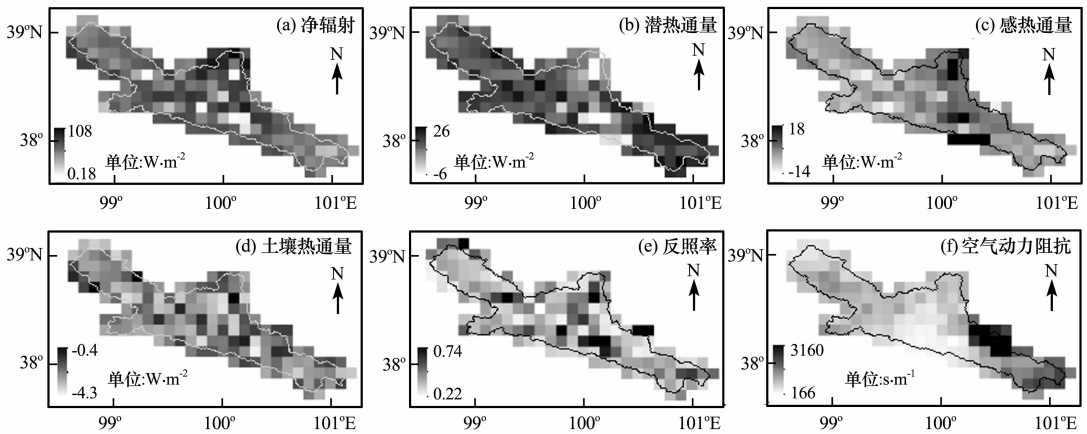 (a) 净辐射
39°N
38°
N
108
0.18
单位:W·m⁻²
99°
100°
101°E
(b) 潜热通量
39°N
38°
N
26
-6
单位:W·m⁻²
99°
100°
101°E
(c) 感热通量
39°N
38°
N
18
-14
单位:W·m⁻²
99°
100°
101°E
(d) 土壤热通量
39°N
38°
N
-0.4
-4.3
单位:W·m⁻²
99°
100°
101°E
(e) 反照率
39°N
38°
N
0.74
0.22
99°
100°
101°E
(f) 空气动力阻抗
39°N
38°
N
3160
166
单位:s·m⁻¹
99°
100°
101°E